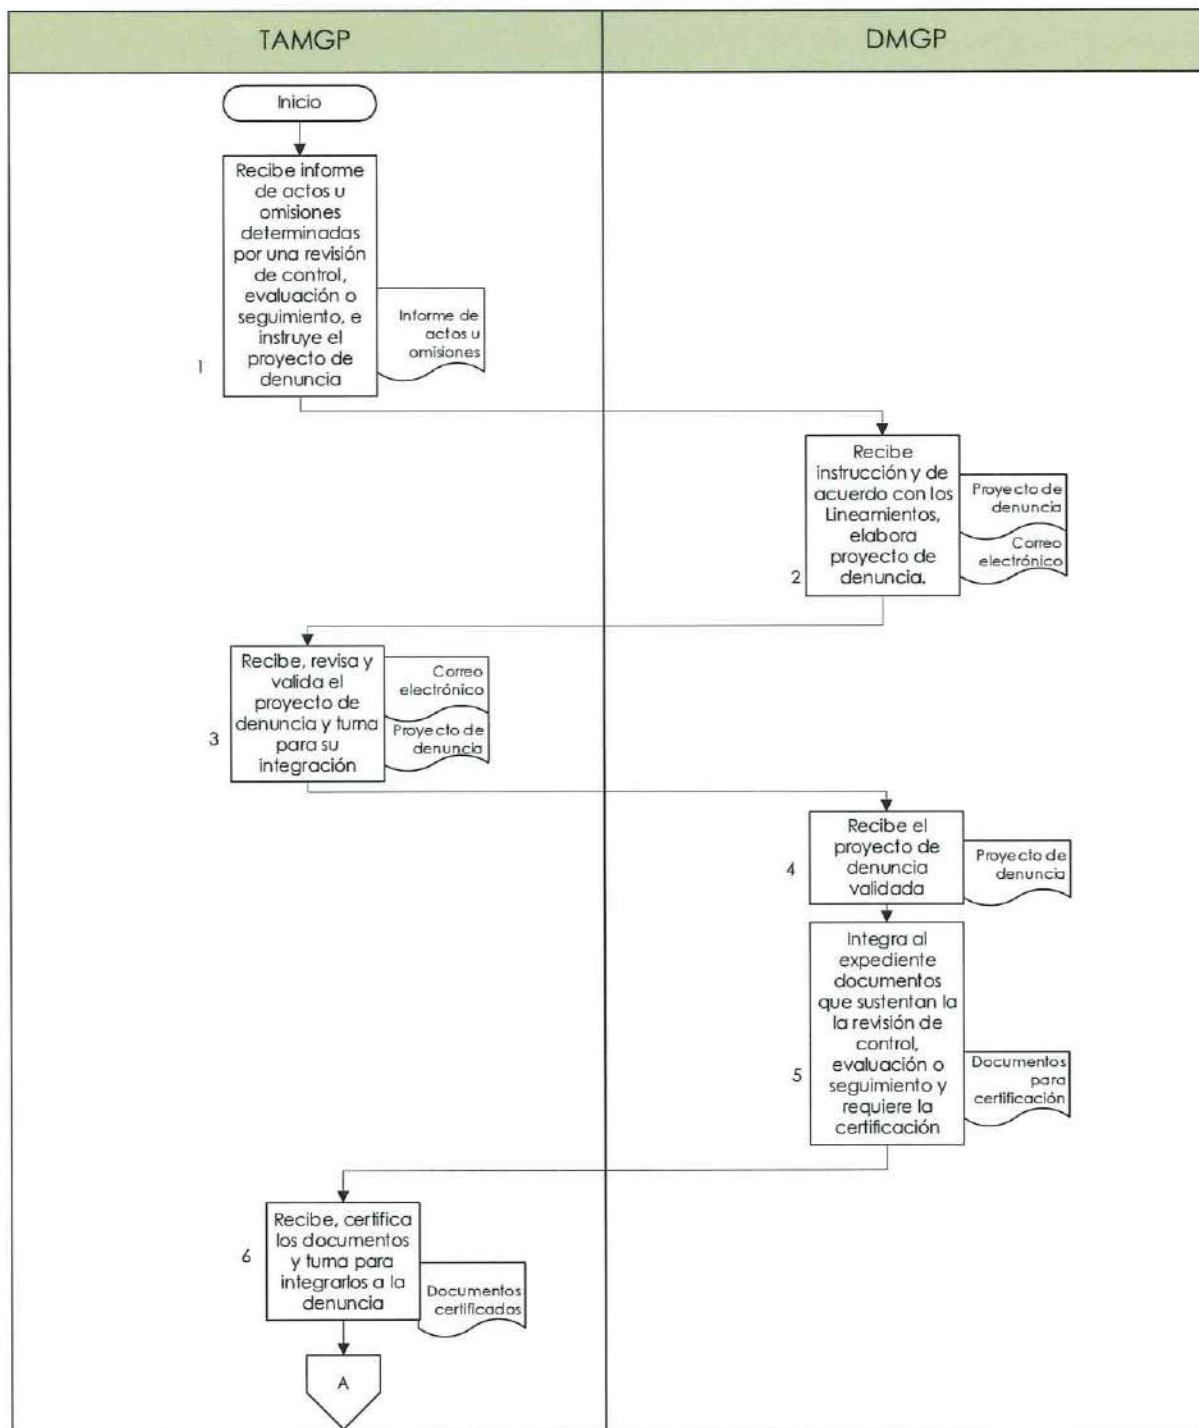 TAMGP
DMGP
Inicio
Recibe informe
de actos u
omisiones
determinadas
por una revisión
de control,
evaluación o
seguimiento, e
instruye el
proyecto de
denuncia
1
Informe de
actos u
omisiones
Recibe
instrucción y de
acuerdo con los
Lineamientos,
elabora
proyecto de
denuncia.
2
Proyecto de
denuncia
Correo
electrónico
Recibe, revisa y
valida el
proyecto de
denuncia y turna
para su
integración
3
Correo
electrónico
Proyecto de
denuncia
Recibe el
proyecto de
denuncia
validada
4
Proyecto de
denuncia
Integra al
expediente
documentos
que sustentan la
la revisión de
control,
evaluación o
seguimiento y
requiere la
certificación
5
Documentos
para
certificación
Recibe, certifica
los documentos
y turna para
integrarlos a la
denuncia
6
Documentos
certificados
A